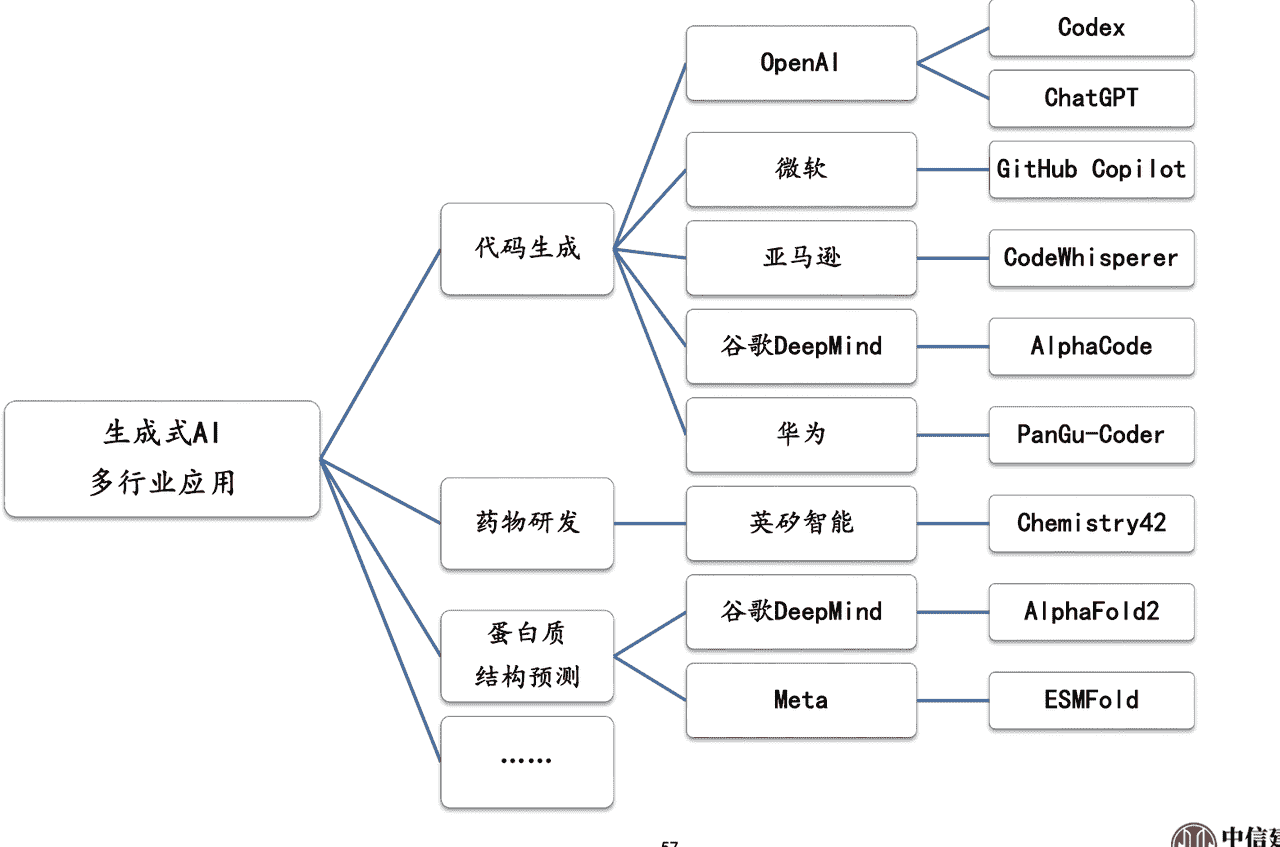 生成式AI
多行业应用
代码生成
OpenAI
Codex
ChatGPT
微软
GitHub Copilot
亚马逊
CodeWhisperer
谷歌DeepMind
AlphaCode
华为
PanGu-Coder
药物研发
英矽智能
Chemistry42
蛋白质
结构预测
谷歌DeepMind
AlphaFold2
Meta
ESMFold
……
57
中信建